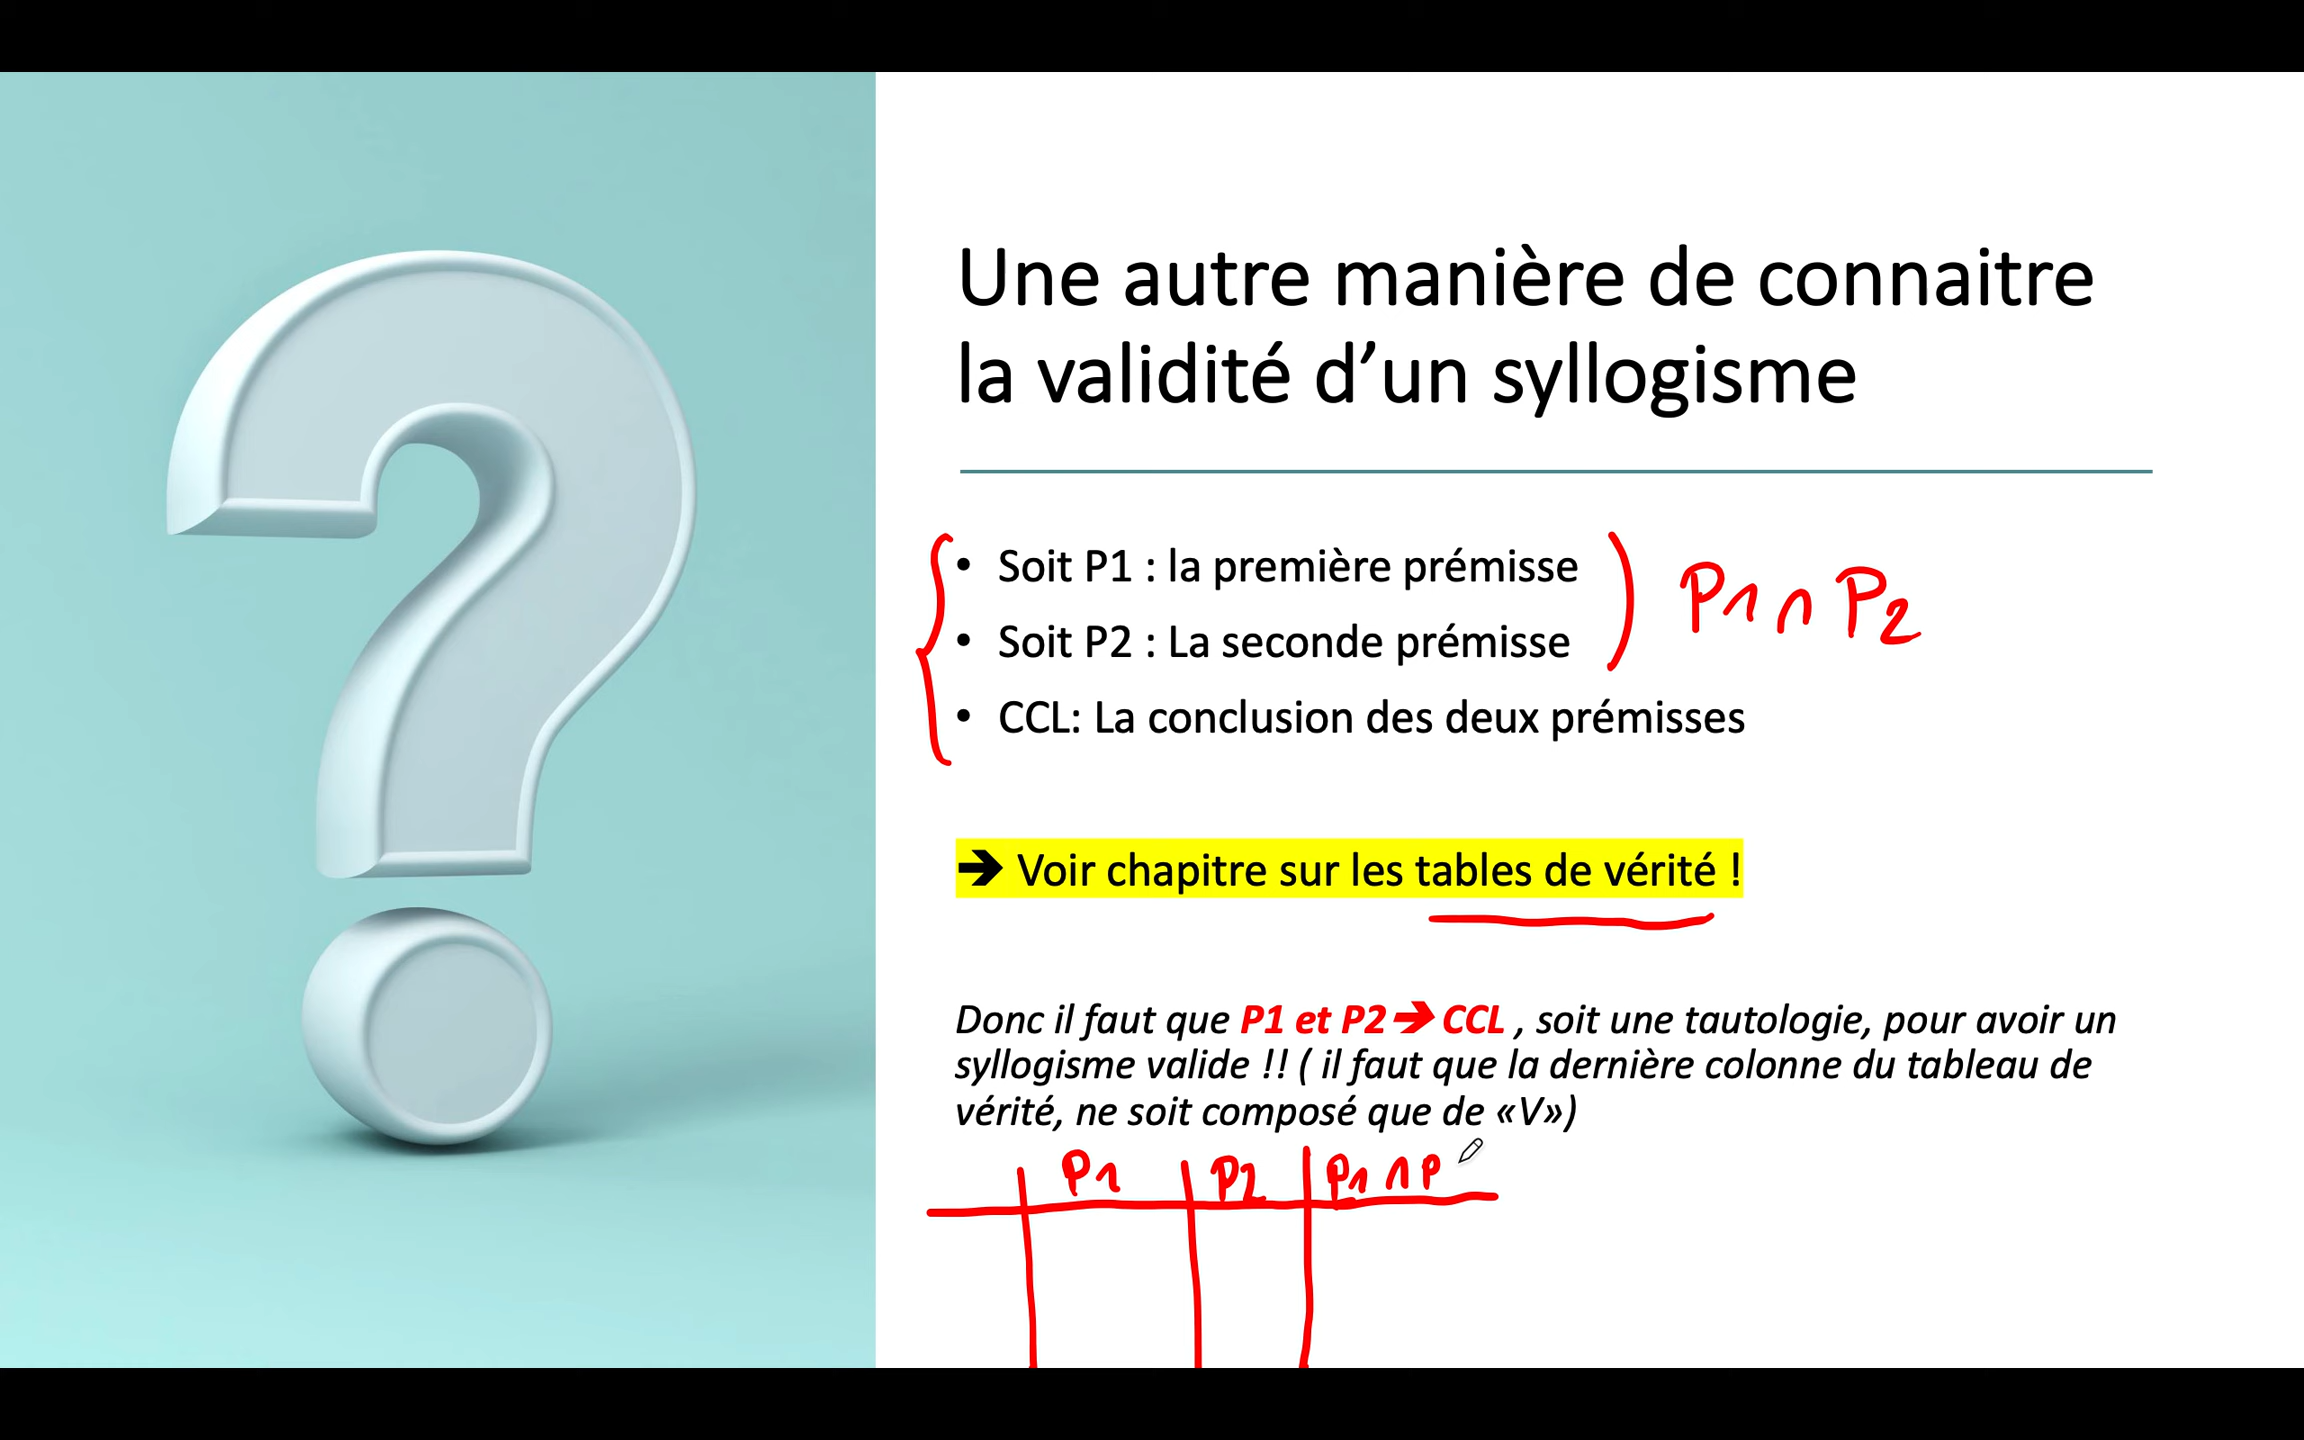 Une autre manière de connaitre
la validité d’un syllogisme
• Soit P1 : la première prémisse
• Soit P2 : La seconde prémisse
P1 ∩ P2
• CCL: La conclusion des deux prémisses
➔ Voir chapitre sur les tables de vérité !
Donc il faut que P1 et P2 ➔ CCL , soit une tautologie, pour avoir un
syllogisme valide !! ( il faut que la dernière colonne du tableau de
vérité, ne soit composé que de «V»)
P1 P2 P1 ∩ P